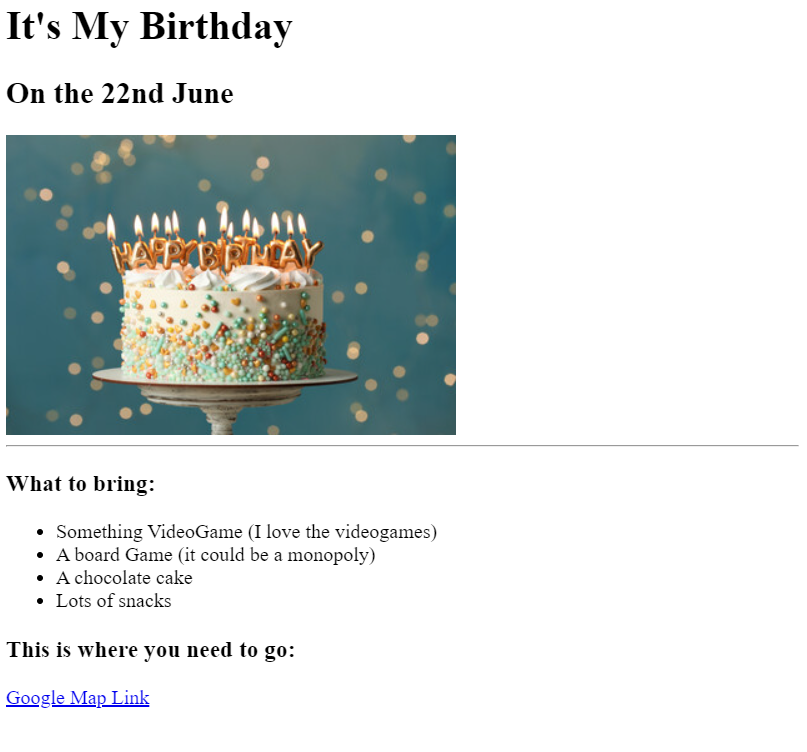 It's My Birthday
On the 22nd June
HAPPY BIRTHDAY
What to bring:
Something VideoGame (I love the videogames)
A board Game (it could be a monopoly)
A chocolate cake
Lots of snacks
This is where you need to go:
Google Map Link